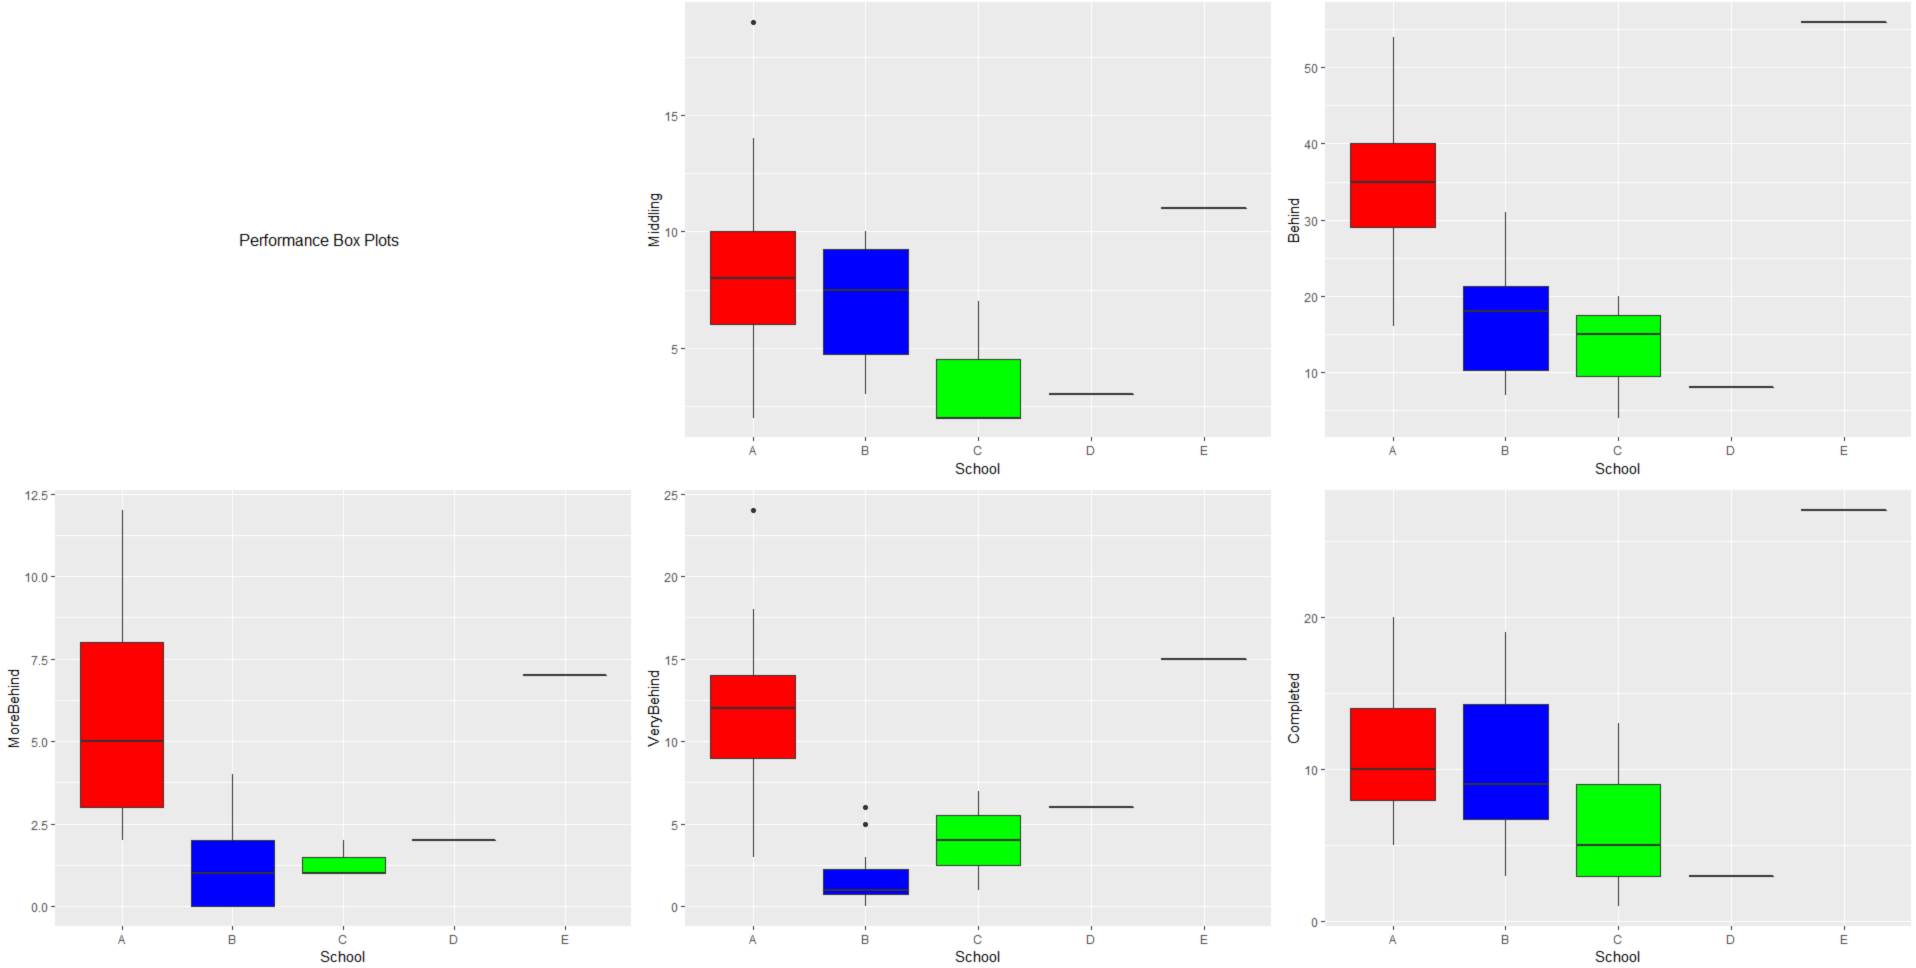 Performance Box Plots
Middling
15
10
5
A B C D E
School
Behind
50
40
30
20
10
A B C D E
School
MoreBehind
12.5
10.0
7.5
5.0
2.5
0.0
A B C D E
School
VeryBehind
25
20
15
10
5
0
A B C D E
School
Completed
20
10
0
A B C D E
School